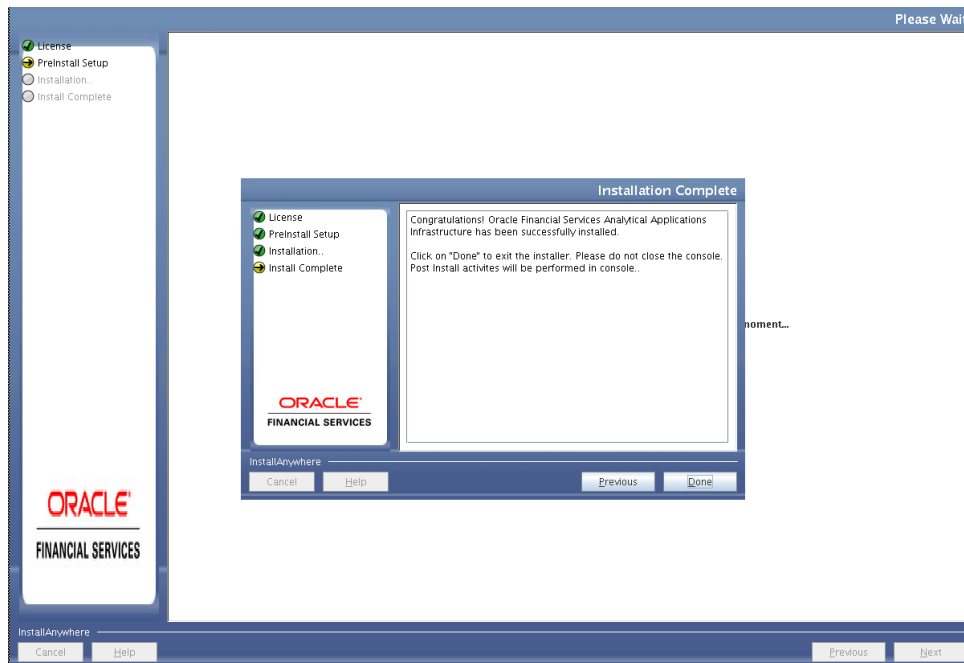 Please Wai
License
PreInstall Setup
Installation..
Install Complete
Installation Complete
License
PreInstall Setup
Installation..
Install Complete
Congratulations! Oracle Financial Services Analytical Applications
Infrastructure has been successfully installed.
Click on "Done" to exit the installer. Please do not close the console.
Post Install activites will be performed in console..
noment...
ORACLE
FINANCIAL SERVICES
InstallAnywhere
Cancel Help Previous Done
ORACLE
FINANCIAL SERVICES
InstallAnywhere
Cancel Help Previous Next